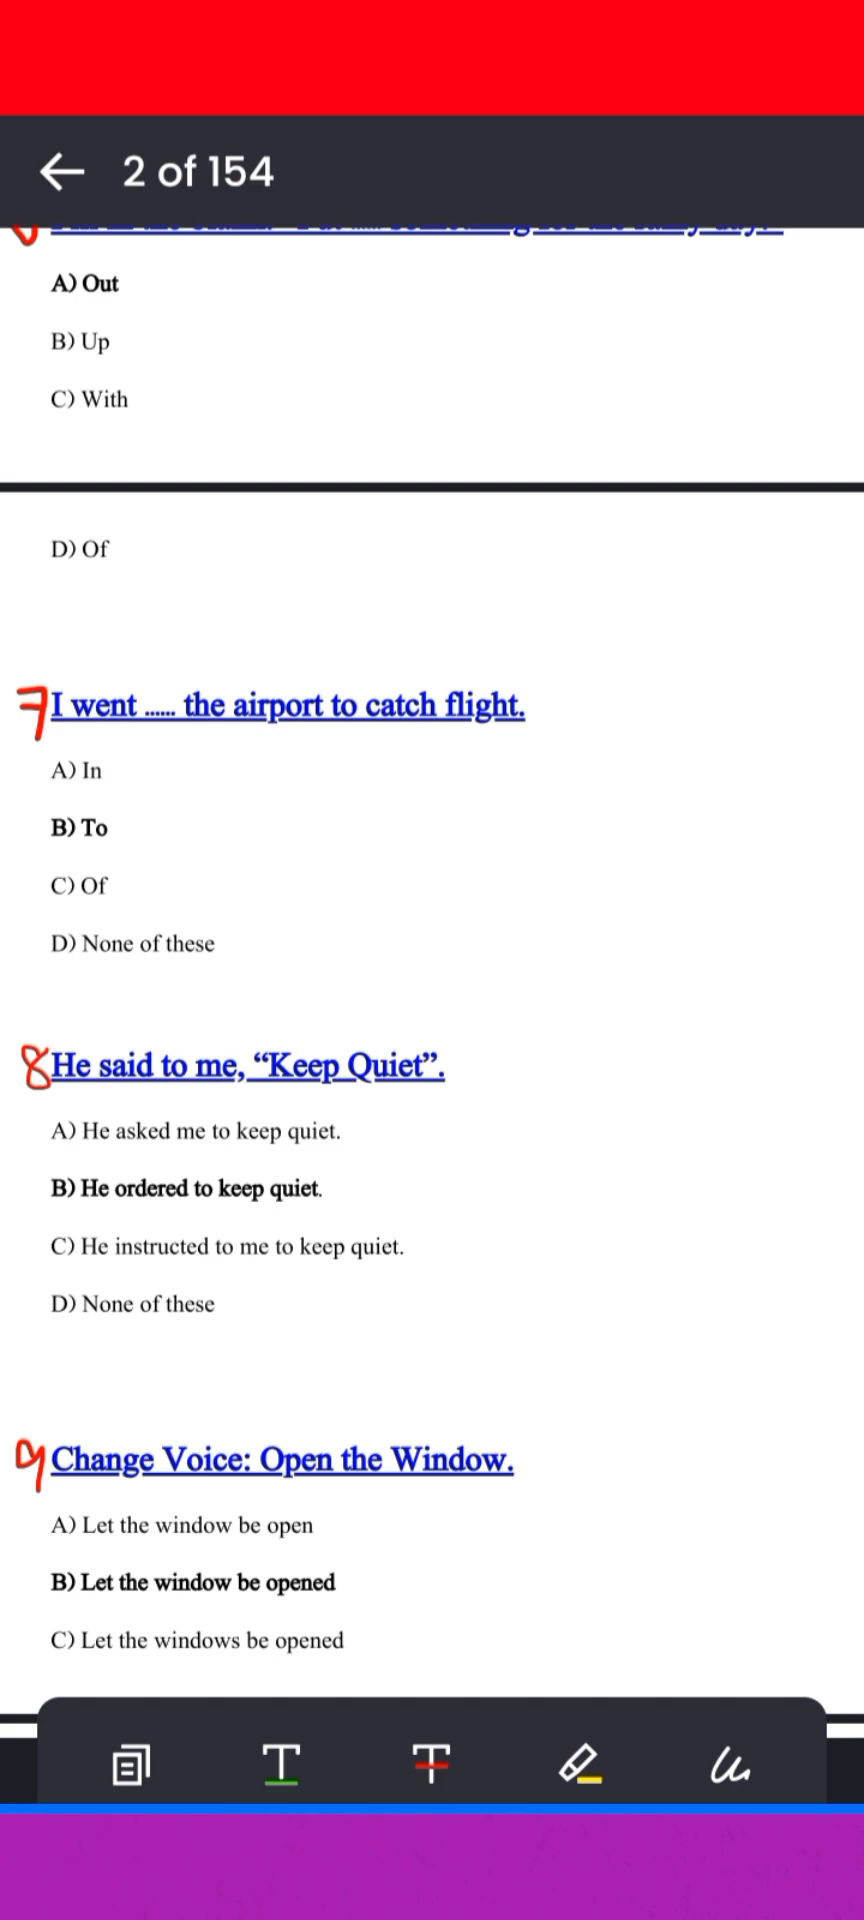 2 of 154
A) Out
B) Up
C) With
D) Of
7 I went ...... the airport to catch flight.
A) In
B) To
C) Of
D) None of these
8 He said to me, “Keep Quiet”.
A) He asked me to keep quiet.
B) He ordered to keep quiet.
C) He instructed to me to keep quiet.
D) None of these
9 Change Voice: Open the Window.
A) Let the window be open
B) Let the window be opened
C) Let the windows be opened